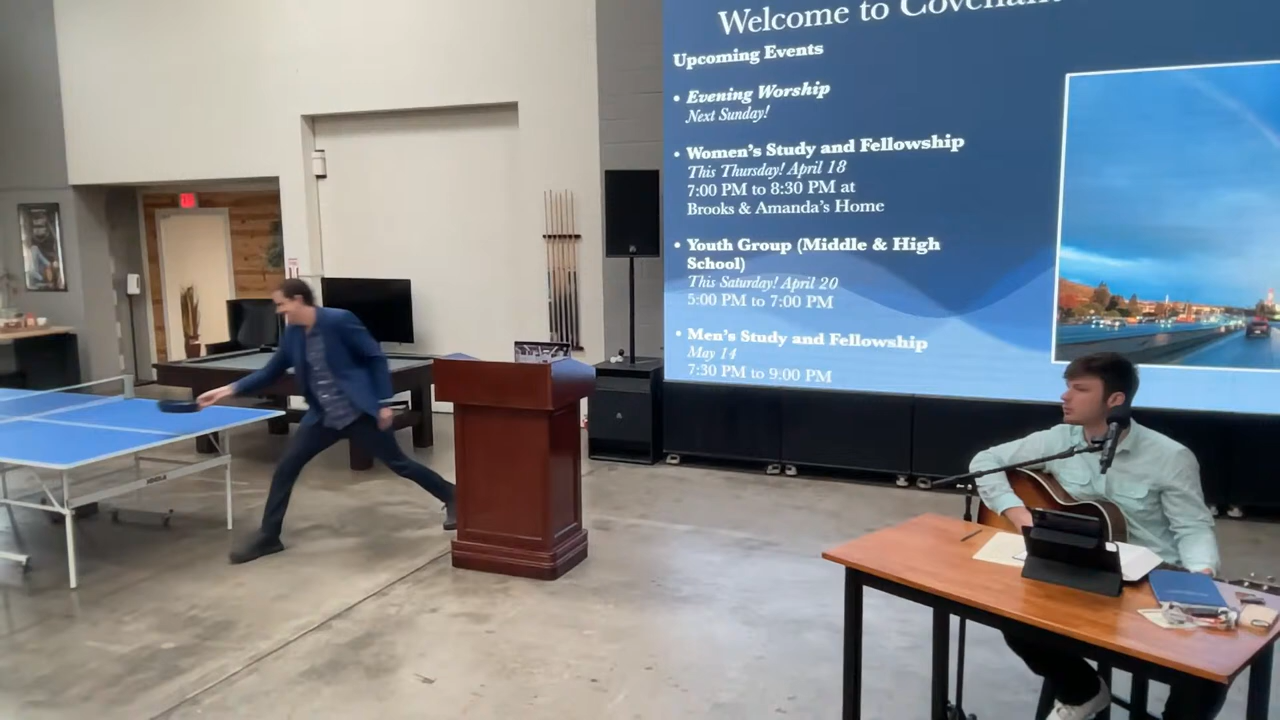 Welcome to
Upcoming Events
• Evening Worship
Next Sunday!
• Women's Study and Fellowship
This Thursday! April 18
7:00 PM to 8:30 PM at
Brooks & Amanda's Home
• Youth Group (Middle & High
School)
This Saturday! April 20
5:00 PM to 7:00 PM
• Men's Study and Fellowship
May 14
7:30 PM to 9:00 PM
EXIT